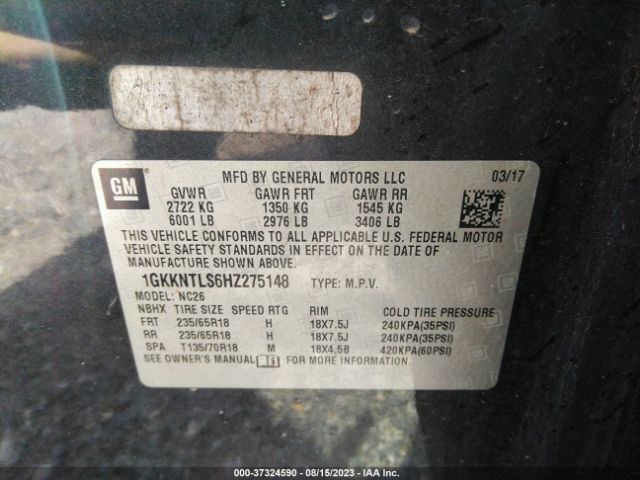 GM
MFD BY GENERAL MOTORS LLC 03/17
GVWR GAWR FRT GAWR RR
2722 KG 1350 KG 1545 KG
6001 LB 2976 LB 3406 LB
THIS VEHICLE CONFORMS TO ALL APPLICABLE U.S. FEDERAL MOTOR
VEHICLE SAFETY STANDARDS IN EFFECT ON THE DATE OF
MANUFACTURE SHOWN ABOVE.
1GKKNTLS6HZ275148 TYPE: M.P.V.
MODEL: NC26
NBHX TIRE SIZE SPEED RTG RIM COLD TIRE PRESSURE
FRT 235/65R18 H 18X7.5J 240KPA(35PSI)
RR 235/65R18 H 18X7.5J 240KPA(35PSI)
SPA T135/70R18 M 18X4.5B 420KPA(60PSI)
SEE OWNER'S MANUAL FOR MORE INFORMATION.
000-37324590 - 08/15/2023 - IAA Inc.